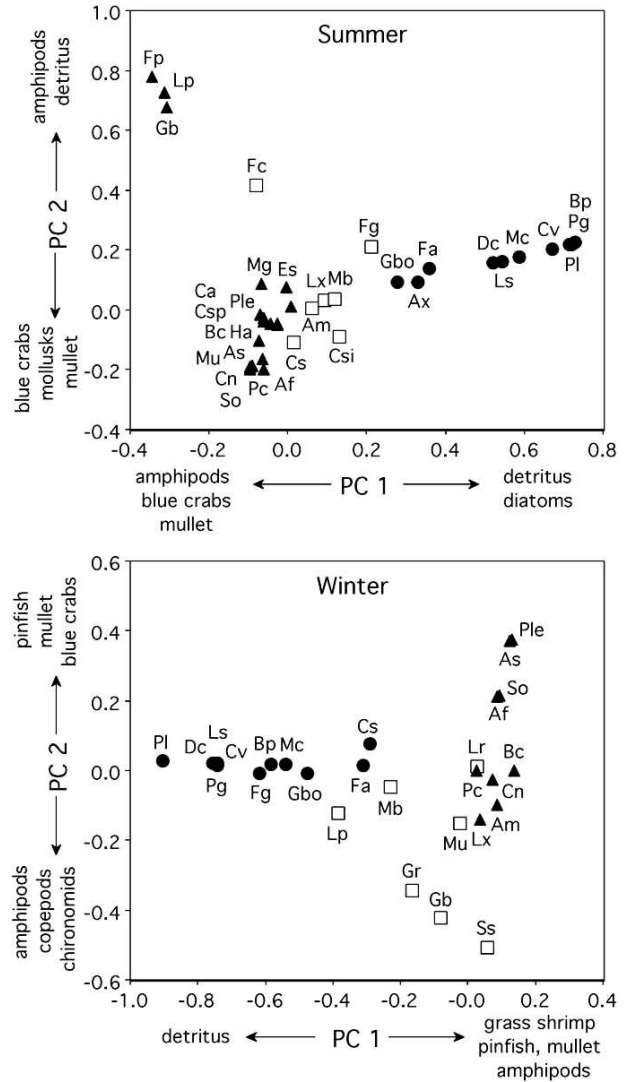 Summer
1.0
0.8
0.6
0.4
0.2
0.0
-0.2
-0.4
amphipods
detritus
PC 2
blue crabs
mollusks
mullet
Fp
Lp
Gb
Fc
Fg
Bp
Pg
Cv
Mc
Dc
Fa
Gbo
Pl
Ls
Ax
Mg
Es
Lx
Mb
Ca
Csp
Ple
Am
Bc
Ha
Mu
As
Cs
Csi
Cn
Pc
Af
So
-0.4
-0.2
0.0
0.2
0.4
0.6
0.8
amphipods
blue crabs
mullet
PC 1
detritus
diatoms
Winter
0.6
0.4
0.2
0.0
-0.2
-0.4
-0.6
pinfish
mullet
blue crabs
PC 2
amphipods
copepods
chironomids
Ple
As
So
Af
Pl
Dc
Ls
Cv
Bp
Mc
Cs
Lr
Bc
Pg
Fg
Gbo
Fa
Mb
Pc
Cn
Lp
Mu
Lx
Am
Gr
Gb
Ss
-1.0
-0.8
-0.6
-0.4
-0.2
-0.0
0.2
0.4
detritus
PC 1
grass shrimp
pinfish, mullet
amphipods